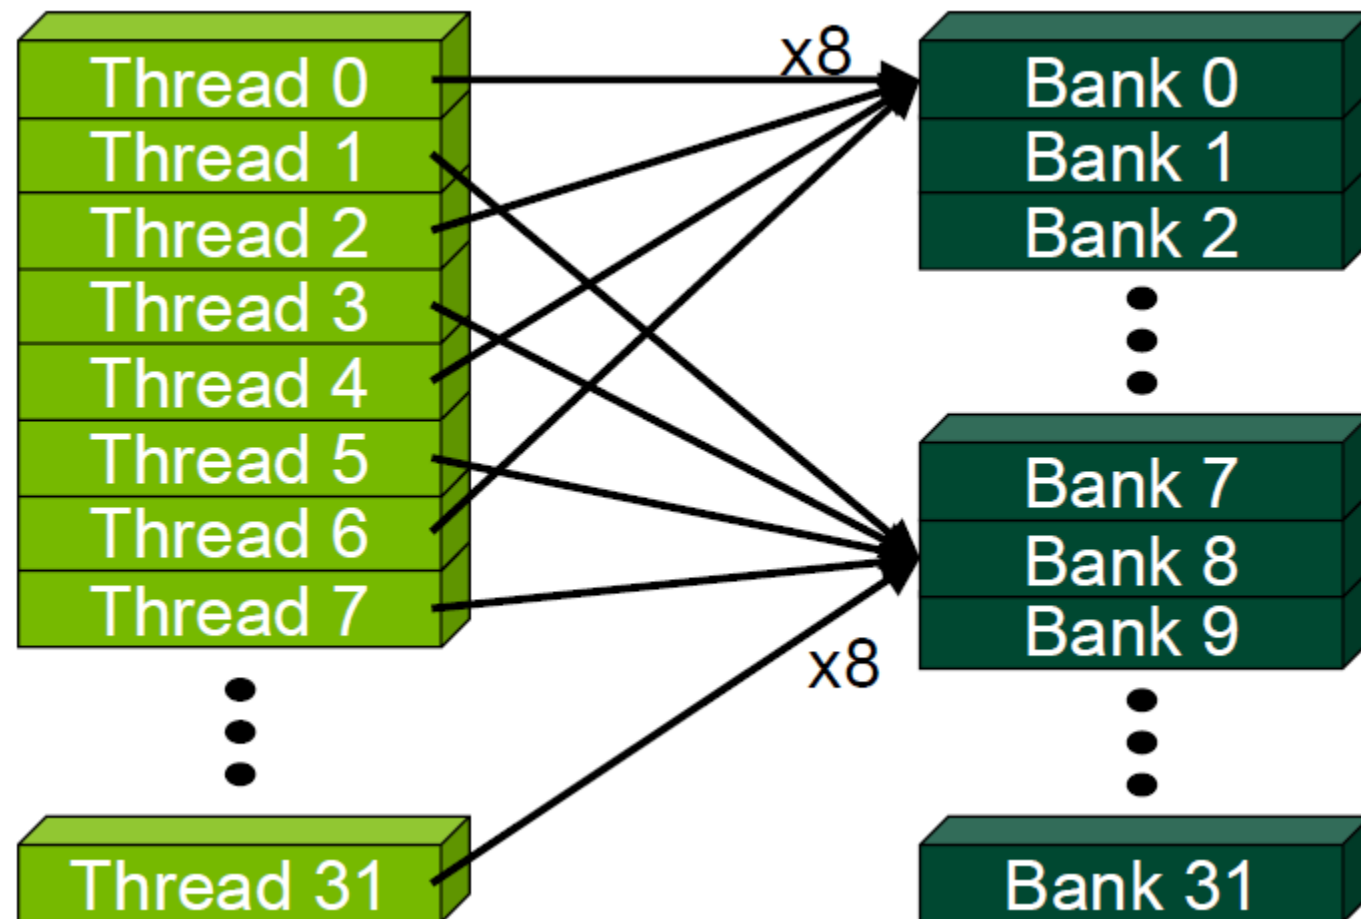 Thread 0
Thread 1
Thread 2
Thread 3
Thread 4
Thread 5
Thread 6
Thread 7
Thread 31
x8
x8
Bank 0
Bank 1
Bank 2
Bank 7
Bank 8
Bank 9
Bank 31